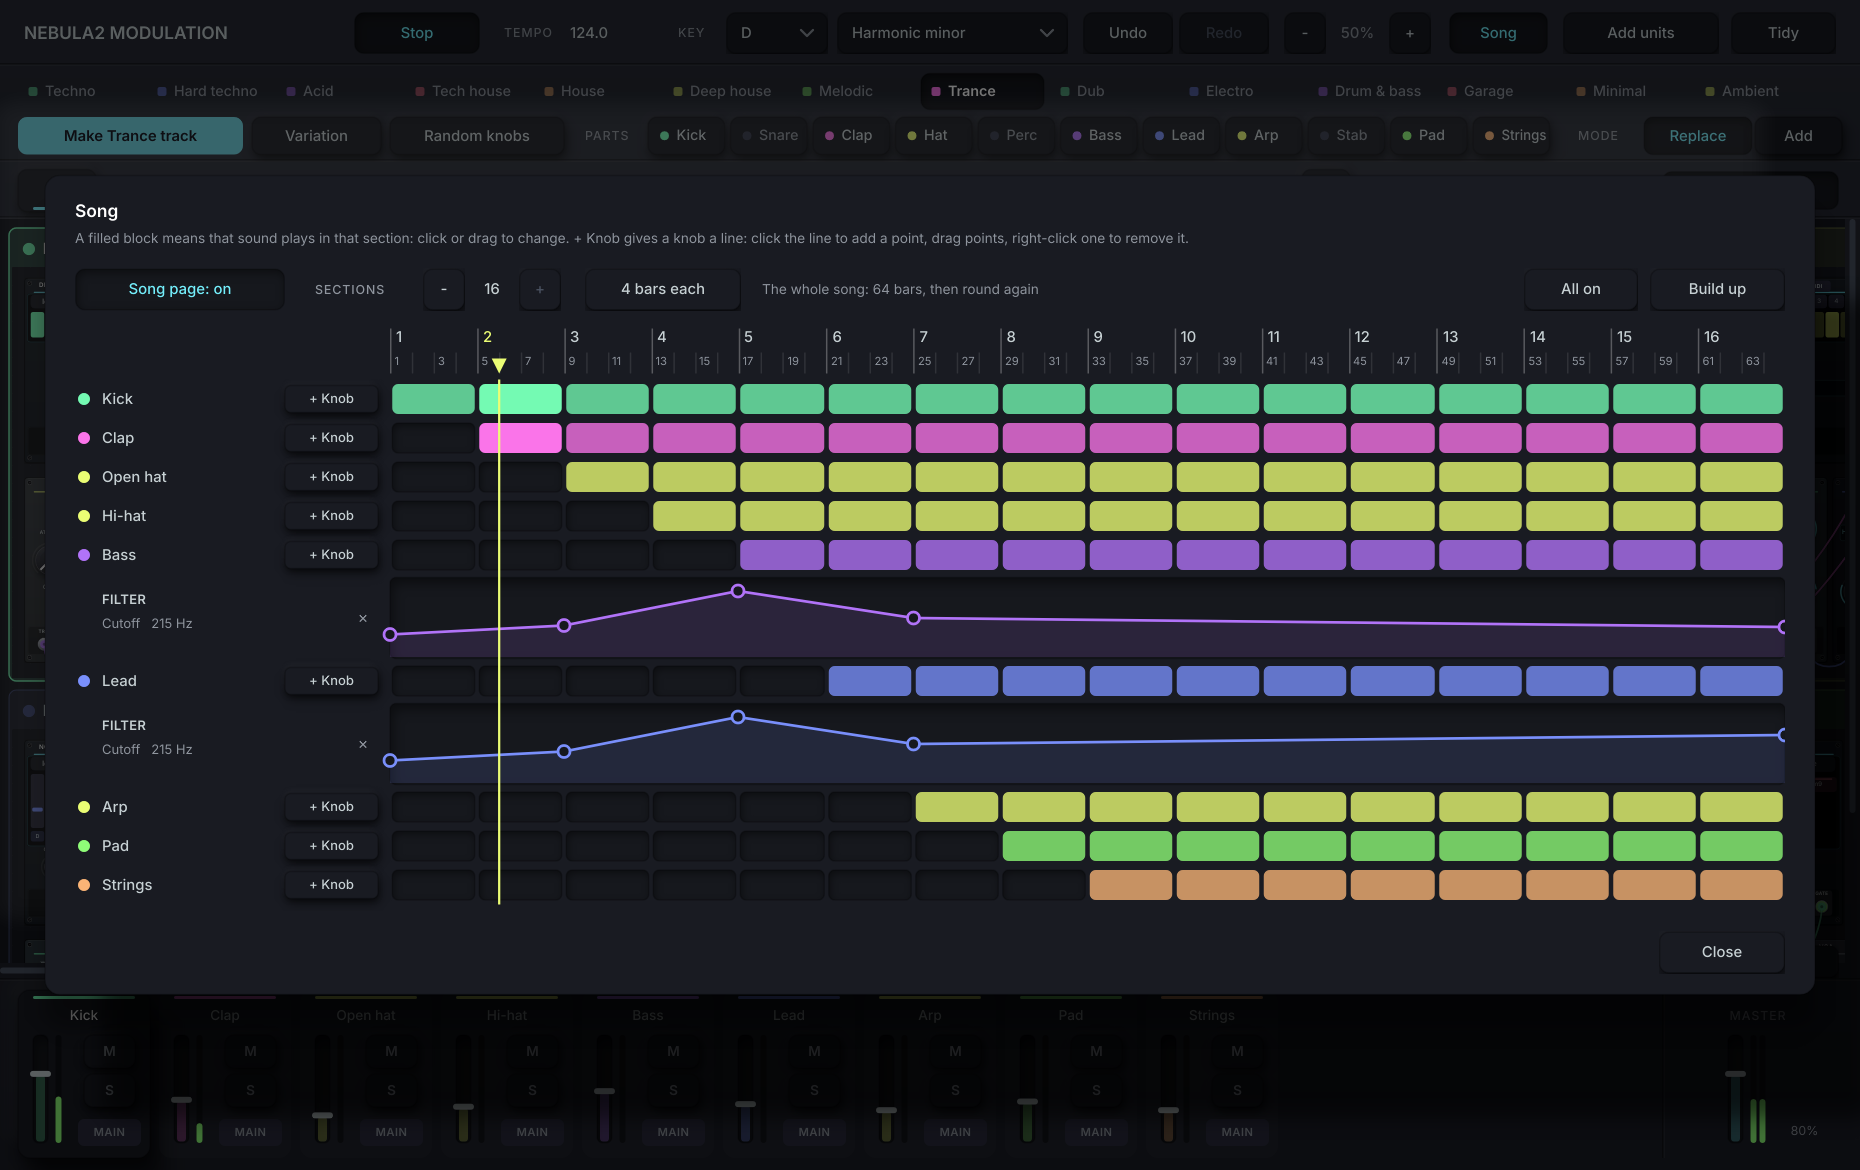 NEBULA2 MODULATION Stop TEMPO 124.0 KEY D Harmonic minor Undo Redo - 50% + Song Add units Tidy
Techno Hard techno Acid Tech house House Deep house Melodic Trance Dub Electro Drum & bass Garage Minimal Ambient
Make Trance track Variation Random knobs PARTS Kick Snare Clap Hat Perc Bass Lead Arp Stab Pad Strings MODE Replace Add
Song
A filled block means that sound plays in that section: click or drag to change. + Knob gives a knob a line: click the line to add a point, drag points, right-click one to remove it.
Song page: on SECTIONS - 16 + 4 bars each The whole song: 64 bars, then round again All on Build up
1 2 3 4 5 6 7 8 9 10 11 12 13 14 15 16
1 3 5 7 9 11 13 15 17 19 21 23 25 27 29 31 33 35 37 39 41 43 45 47 49 51 53 55 57 59 61 63
Kick + Knob
Clap + Knob
Open hat + Knob
Hi-hat + Knob
Bass + Knob
FILTER
Cutoff 215 Hz ×
Lead + Knob
FILTER
Cutoff 215 Hz ×
Arp + Knob
Pad + Knob
Strings + Knob
Close
Kick Clap Open hat Hi-hat Bass Lead Arp Pad Strings MASTER
M M M M M M M M M
S S S S S S S S S
MAIN MAIN MAIN MAIN MAIN MAIN MAIN MAIN MAIN 80%